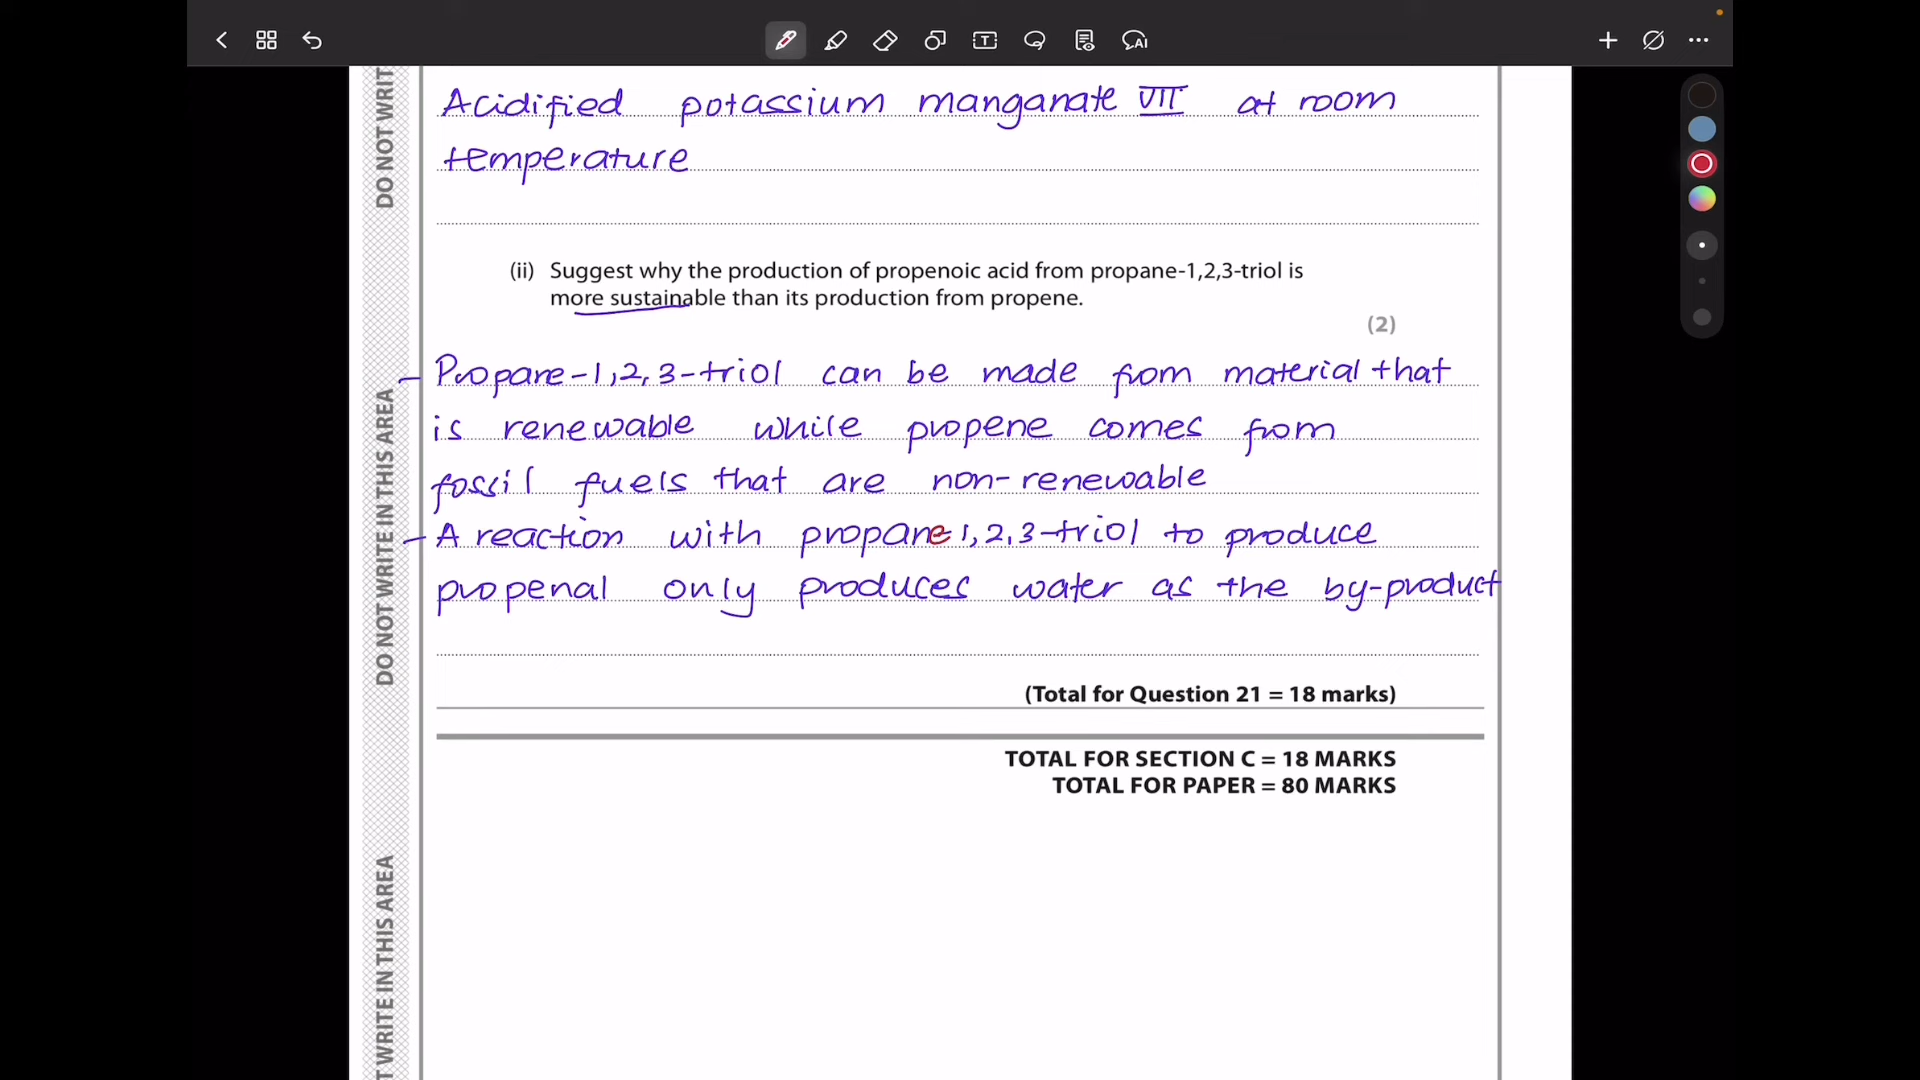 DO NOT WRIT
Acidified potassium manganate VII at room
temperature
(ii) Suggest why the production of propenoic acid from propane-1,2,3-triol is
more sustainable than its production from propene.
(2)
DO NOT WRITE IN THIS AREA
- Propane-1,2,3-triol can be made from material that
is renewable while propene comes from
fossil fuels that are non-renewable
- A reaction with propane 1,2,3-triol to produce
propenal only produces water as the by-product
(Total for Question 21 = 18 marks)
TOTAL FOR SECTION C = 18 MARKS
TOTAL FOR PAPER = 80 MARKS
T WRITE IN THIS AREA
T
AI